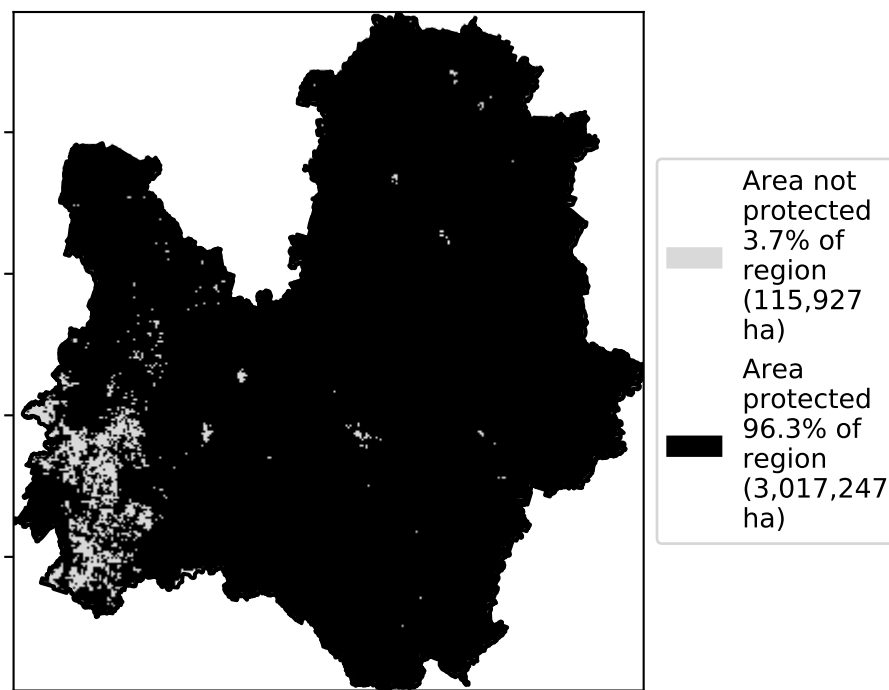 Area not
protected
3.7% of
region
(115,927
ha)
Area
protected
96.3% of
region
(3,017,247
ha)